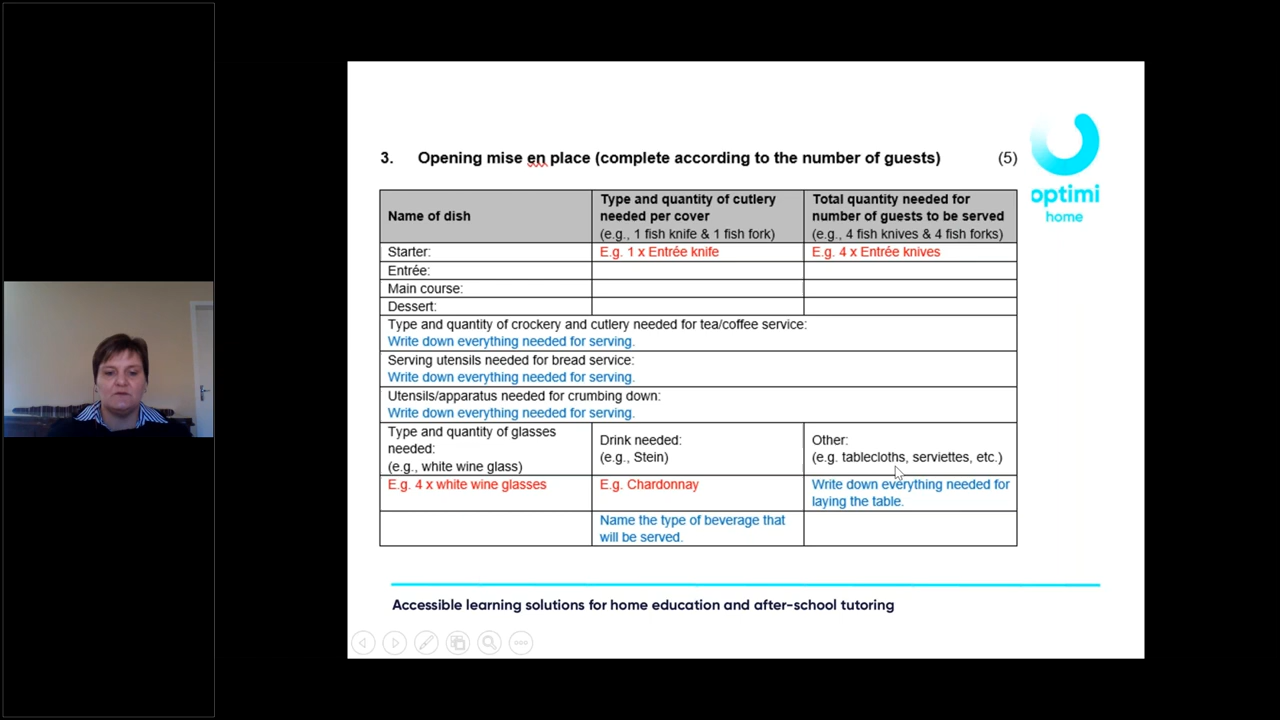 3. Opening mise en place (complete according to the number of guests) (5)
optimi
home
Name of dish
Type and quantity of cutlery
needed per cover
(e.g., 1 fish knife & 1 fish fork)
Total quantity needed for
number of guests to be served
(e.g., 4 fish knives & 4 fish forks)
Starter:
E.g. 1 x Entrée knife
E.g. 4 x Entrée knives
Entrée:
Main course:
Dessert:
Type and quantity of crockery and cutlery needed for tea/coffee service:
Write down everything needed for serving.
Serving utensils needed for bread service:
Write down everything needed for serving.
Utensils/apparatus needed for crumbing down:
Write down everything needed for serving.
Type and quantity of glasses
needed:
(e.g., white wine glass)
Drink needed:
(e.g., Stein)
Other:
(e.g. tablecloths, serviettes, etc.)
E.g. 4 x white wine glasses
E.g. Chardonnay
Write down everything needed for
laying the table.
Name the type of beverage that
will be served.
Accessible learning solutions for home education and after-school tutoring